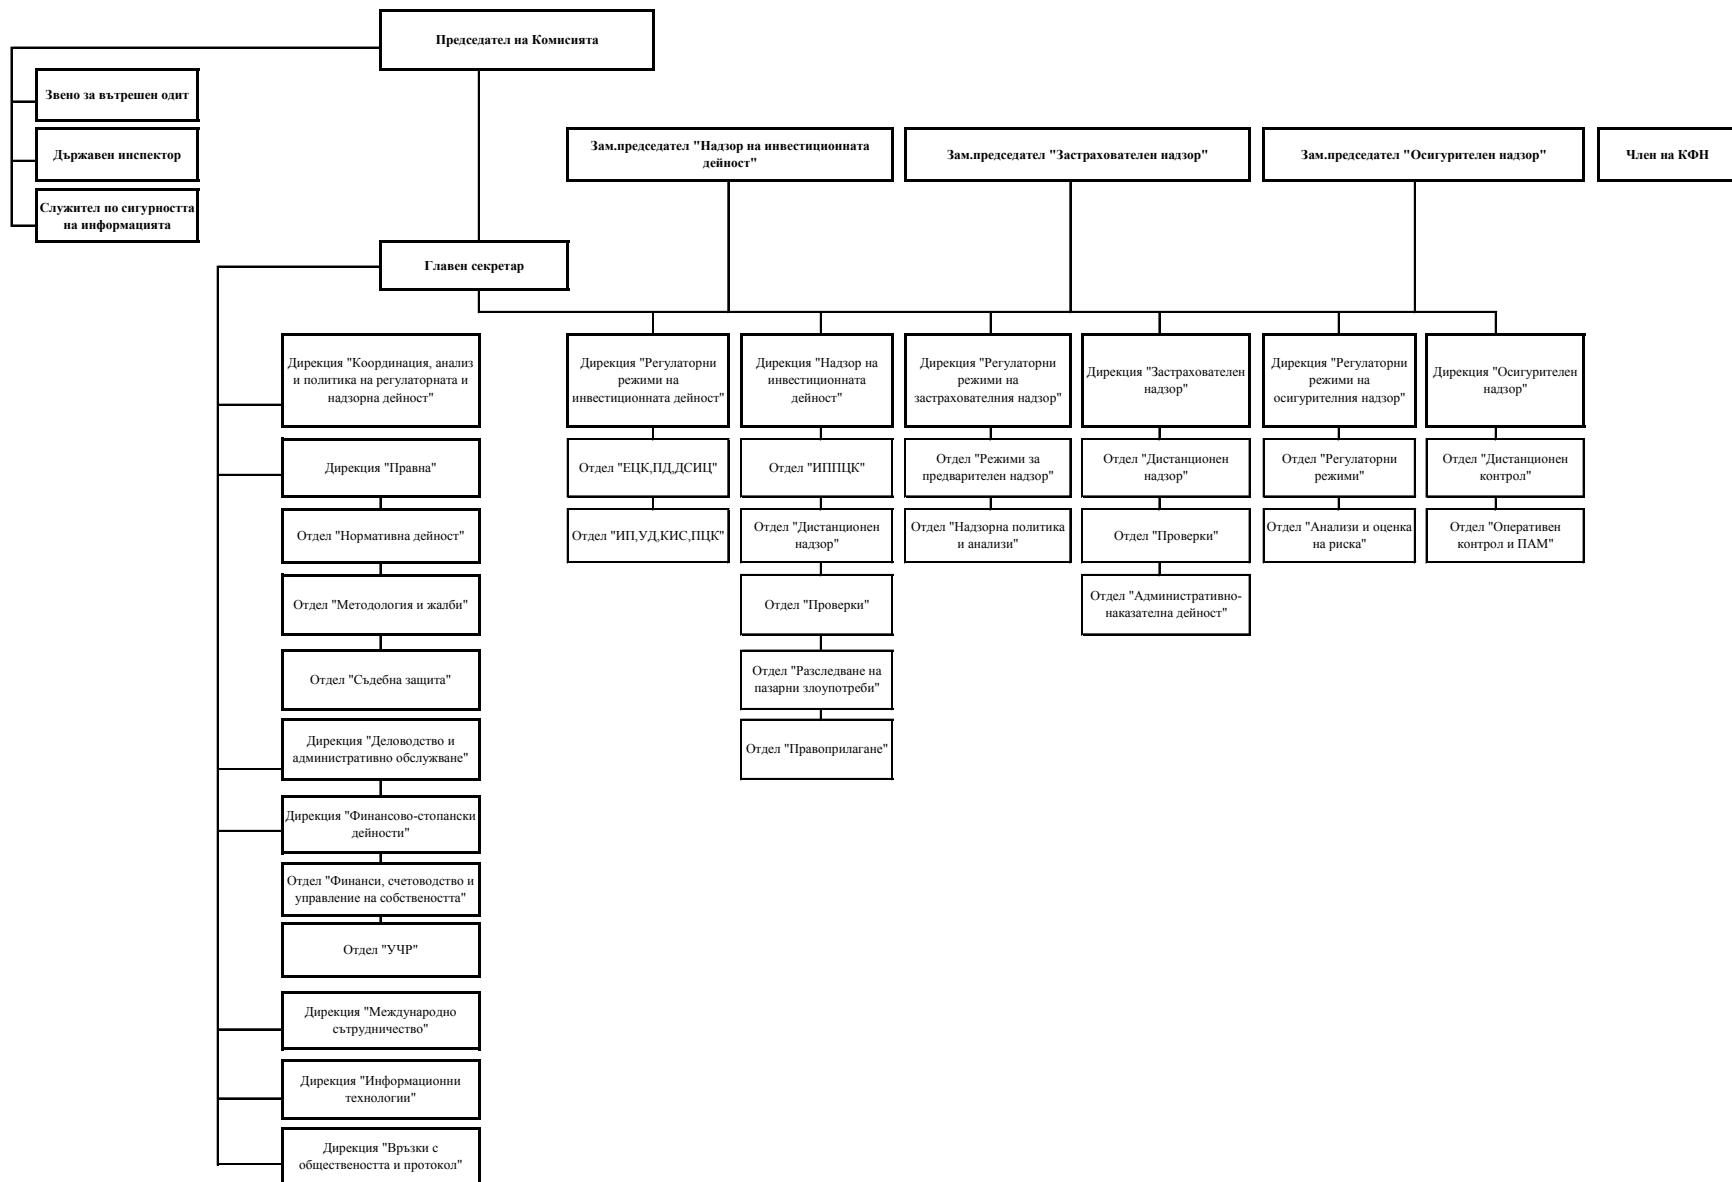 Председател на Комисията
Звено за вътрешен одит
Държавен инспектор
Служител по сигурността
на информацията
Зам.председател "Надзор на инвестиционната
дейност"
Зам.председател "Застрахователен надзор"
Зам.председател "Осигурителен надзор"
Член на КФН
Главен секретар
Дирекция "Координация, анализ
и политика на регулаторната и
надзорна дейност"
Дирекция "Правна"
Отдел "Нормативна дейност"
Отдел "Методология и жалби"
Отдел "Съдебна защита"
Дирекция "Деловодство и
административно обслужване"
Дирекция "Финансово-стопански
дейности"
Отдел "Финанси, счетоводство и
управление на собствеността"
Отдел "УЧР"
Дирекция "Международно
сътрудничество"
Дирекция "Информационни
технологии"
Дирекция "Връзки с
обществеността и протокол"
Дирекция "Регулаторни
режими на
инвестиционната дейност"
Отдел "ЕЦК,ПД,ДСИЦ"
Отдел "ИП,УД,КИС,ПЦК"
Дирекция "Надзор на
инвестиционната
дейност"
Отдел "ИППЦК"
Отдел "Дистанционен
надзор"
Отдел "Проверки"
Отдел "Разследване на
пазарни злоупотреби"
Отдел "Правоприлагане"
Дирекция "Регулаторни
режими на
застрахователния надзор"
Отдел "Режими за
предварителен надзор"
Отдел "Надзорна политика
и анализи"
Дирекция "Застрахователен
надзор"
Отдел "Дистанционен
надзор"
Отдел "Проверки"
Отдел "Административно-
наказателна дейност"
Дирекция "Регулаторни
режими на
осигурителния надзор"
Отдел "Регулаторни
режими"
Отдел "Анализи и оценка
на риска"
Дирекция "Осигурителен
надзор"
Отдел "Дистанционен
контрол"
Отдел "Оперативен
контрол и ПАМ"